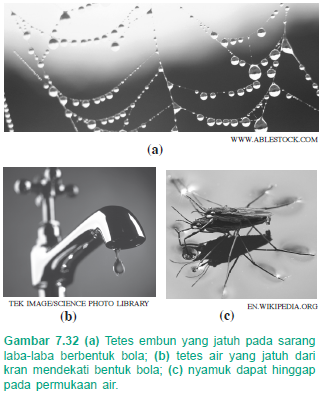 WWW.ABLESTOCK.COM
(a)
TEK IMAGE/SCIENCE PHOTO LIBRARY
EN.WIKIPEDIA.ORG
(b)
(c)
Gambar 7.32 (a) Tetes embun yang jatuh pada sarang
laba-laba berbentuk bola; (b) tetes air yang jatuh dari
kran mendekati bentuk bola; (c) nyamuk dapat hinggap
pada permukaan air.